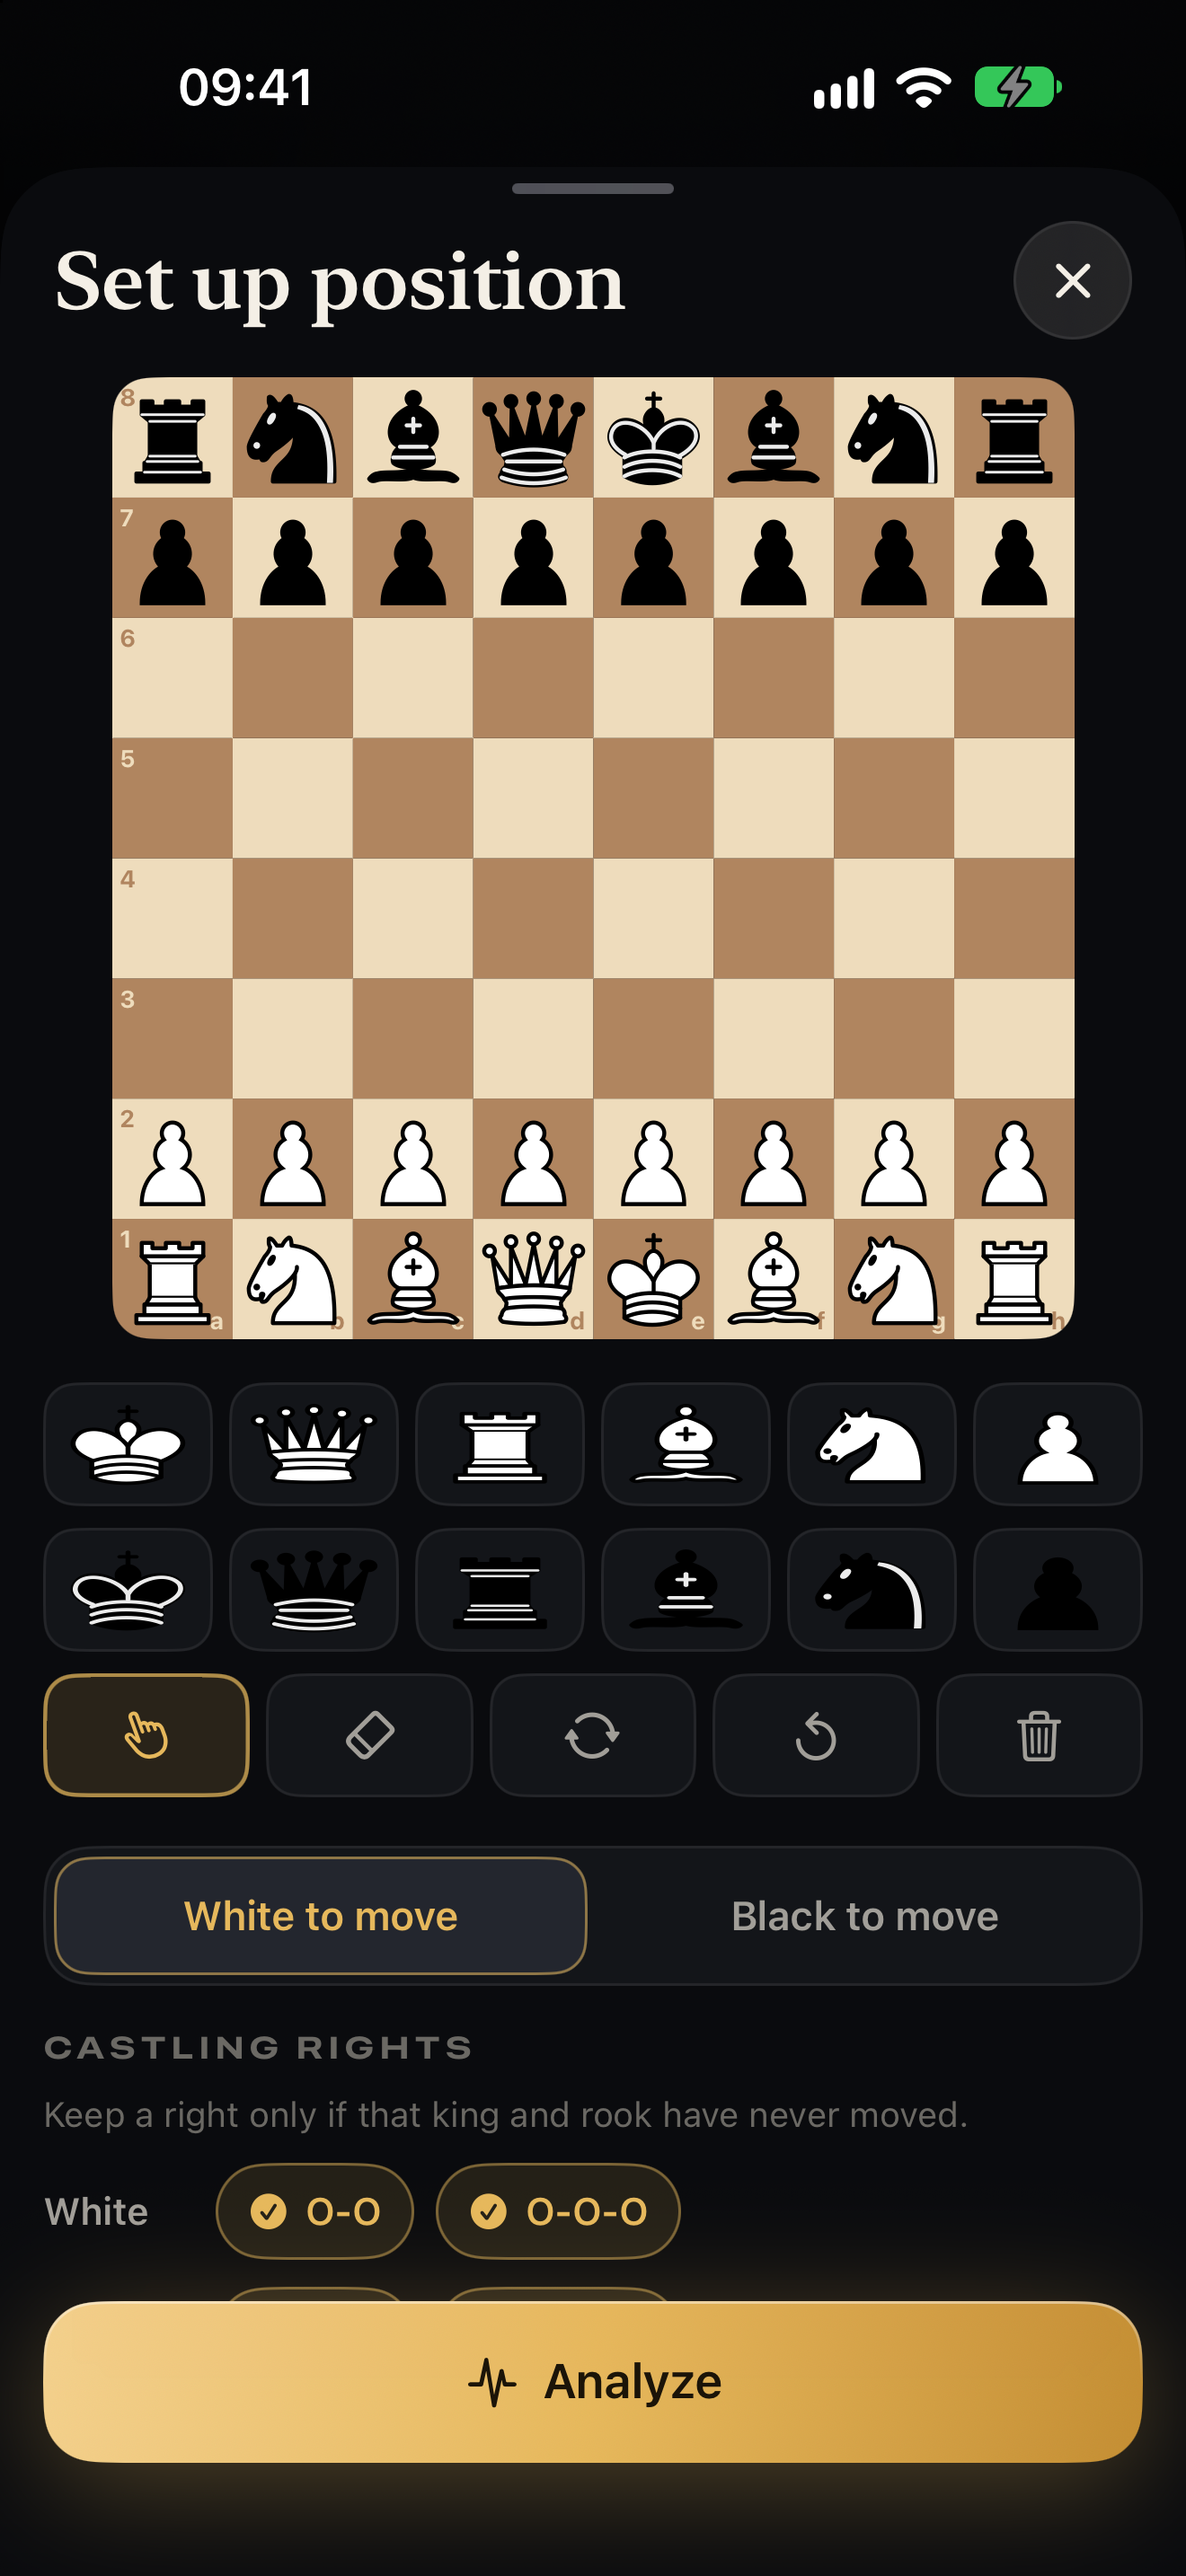 09:41
Set up position
8
7
6
5
4
3
2
1
a b c d e f g h
White to move
Black to move
CASTLING RIGHTS
Keep a right only if that king and rook have never moved.
White
O-O
O-O-O
Analyze